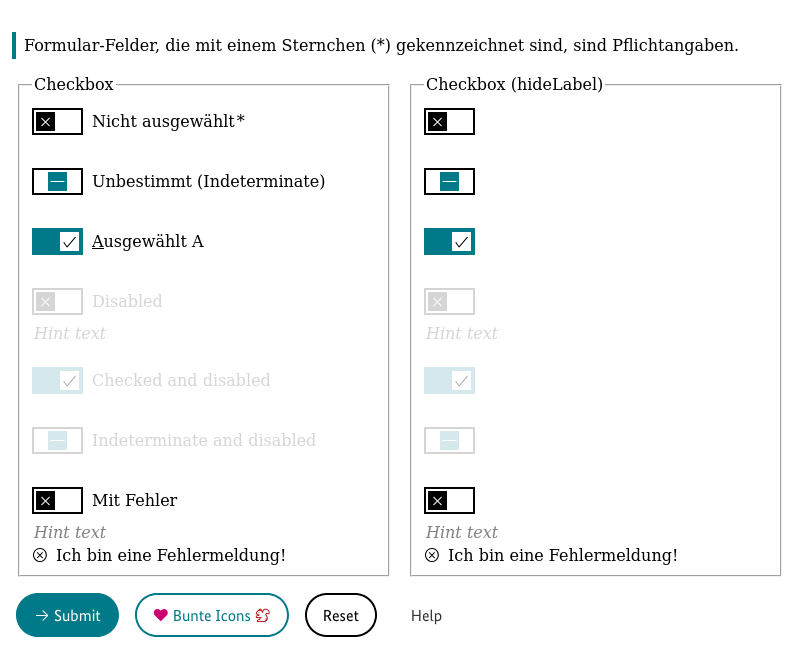 Formular-Felder, die mit einem Sternchen (*) gekennzeichnet sind, sind Pflichtangaben.
Checkbox
Nicht ausgewählt*
Unbestimmt (Indeterminate)
Ausgewählt A
Disabled
Hint text
Checked and disabled
Indeterminate and disabled
Mit Fehler
Hint text
Ich bin eine Fehlermeldung!
Checkbox (hideLabel)
Hint text
Hint text
Ich bin eine Fehlermeldung!
Submit
Bunte Icons
Reset
Help